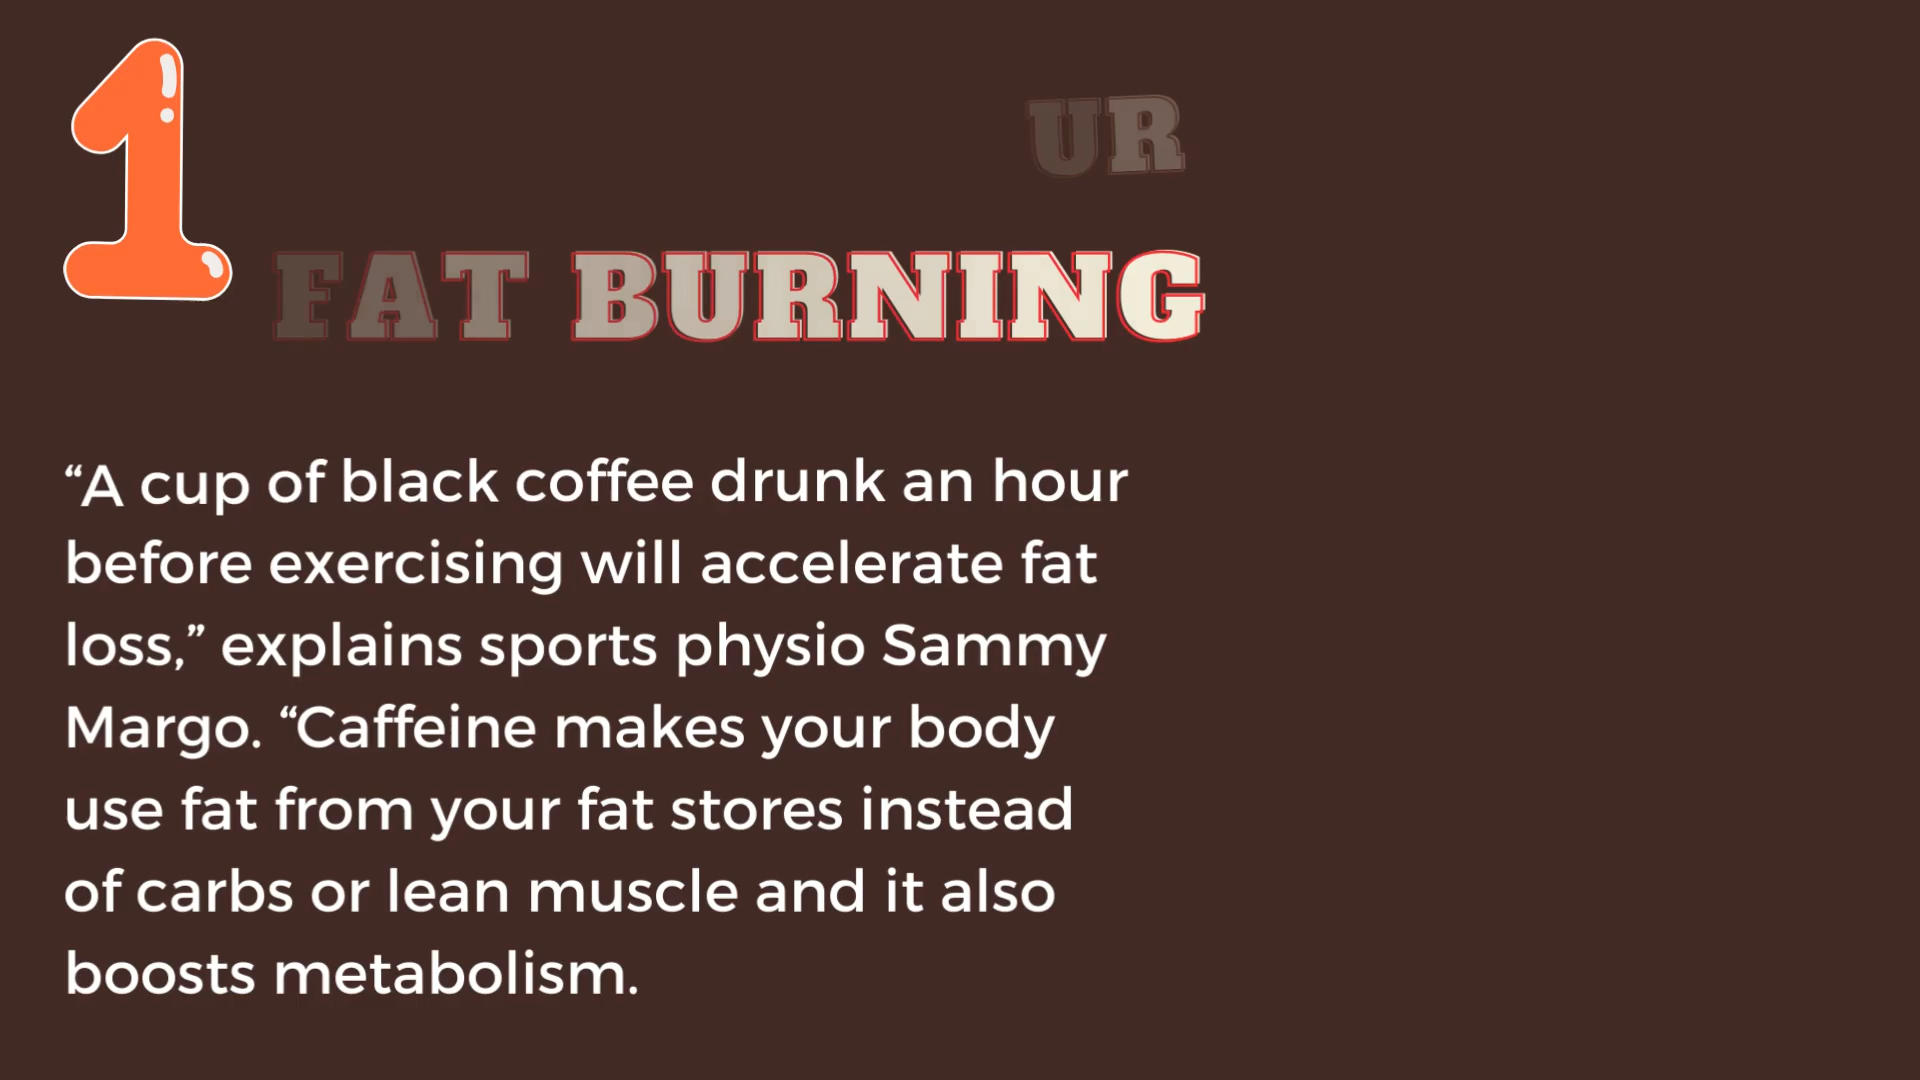 1
UR
FAT BURNING
“A cup of black coffee drunk an hour
before exercising will accelerate fat
loss,” explains sports physio Sammy
Margo. “Caffeine makes your body
use fat from your fat stores instead
of carbs or lean muscle and it also
boosts metabolism.